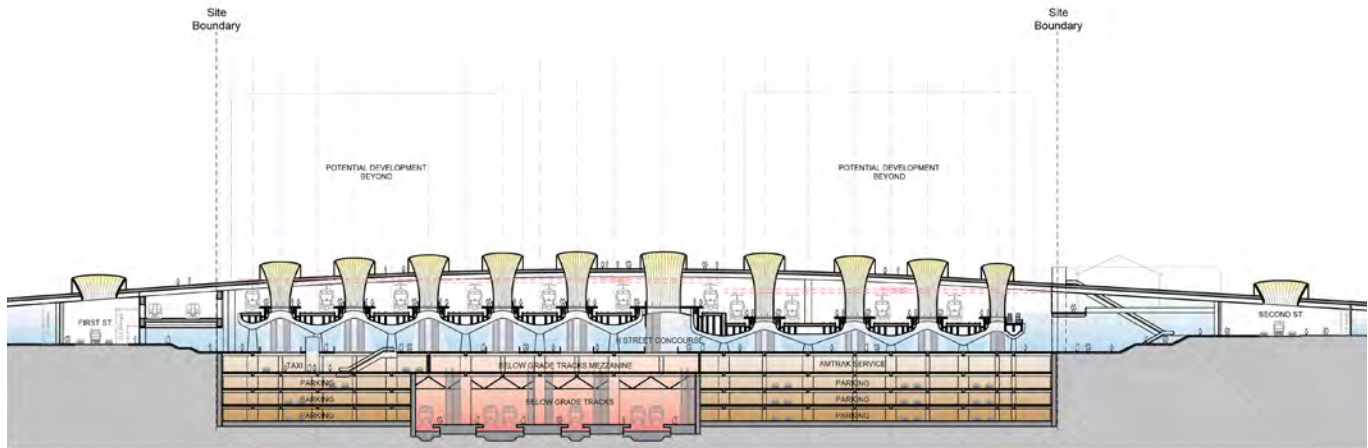 Site
Boundary
Site
Boundary
POTENTIAL DEVELOPMENT
BEYOND
POTENTIAL DEVELOPMENT
BEYOND
FIRST ST.
SECOND ST.
H STREET CONCOURSE
TAXI
BELOW GRADE TRACKS MEZZANINE
AMTRAK SERVICE
PARKING
PARKING
PARKING
PARKING
BELOW GRADE TRACKS
PARKING
PARKING